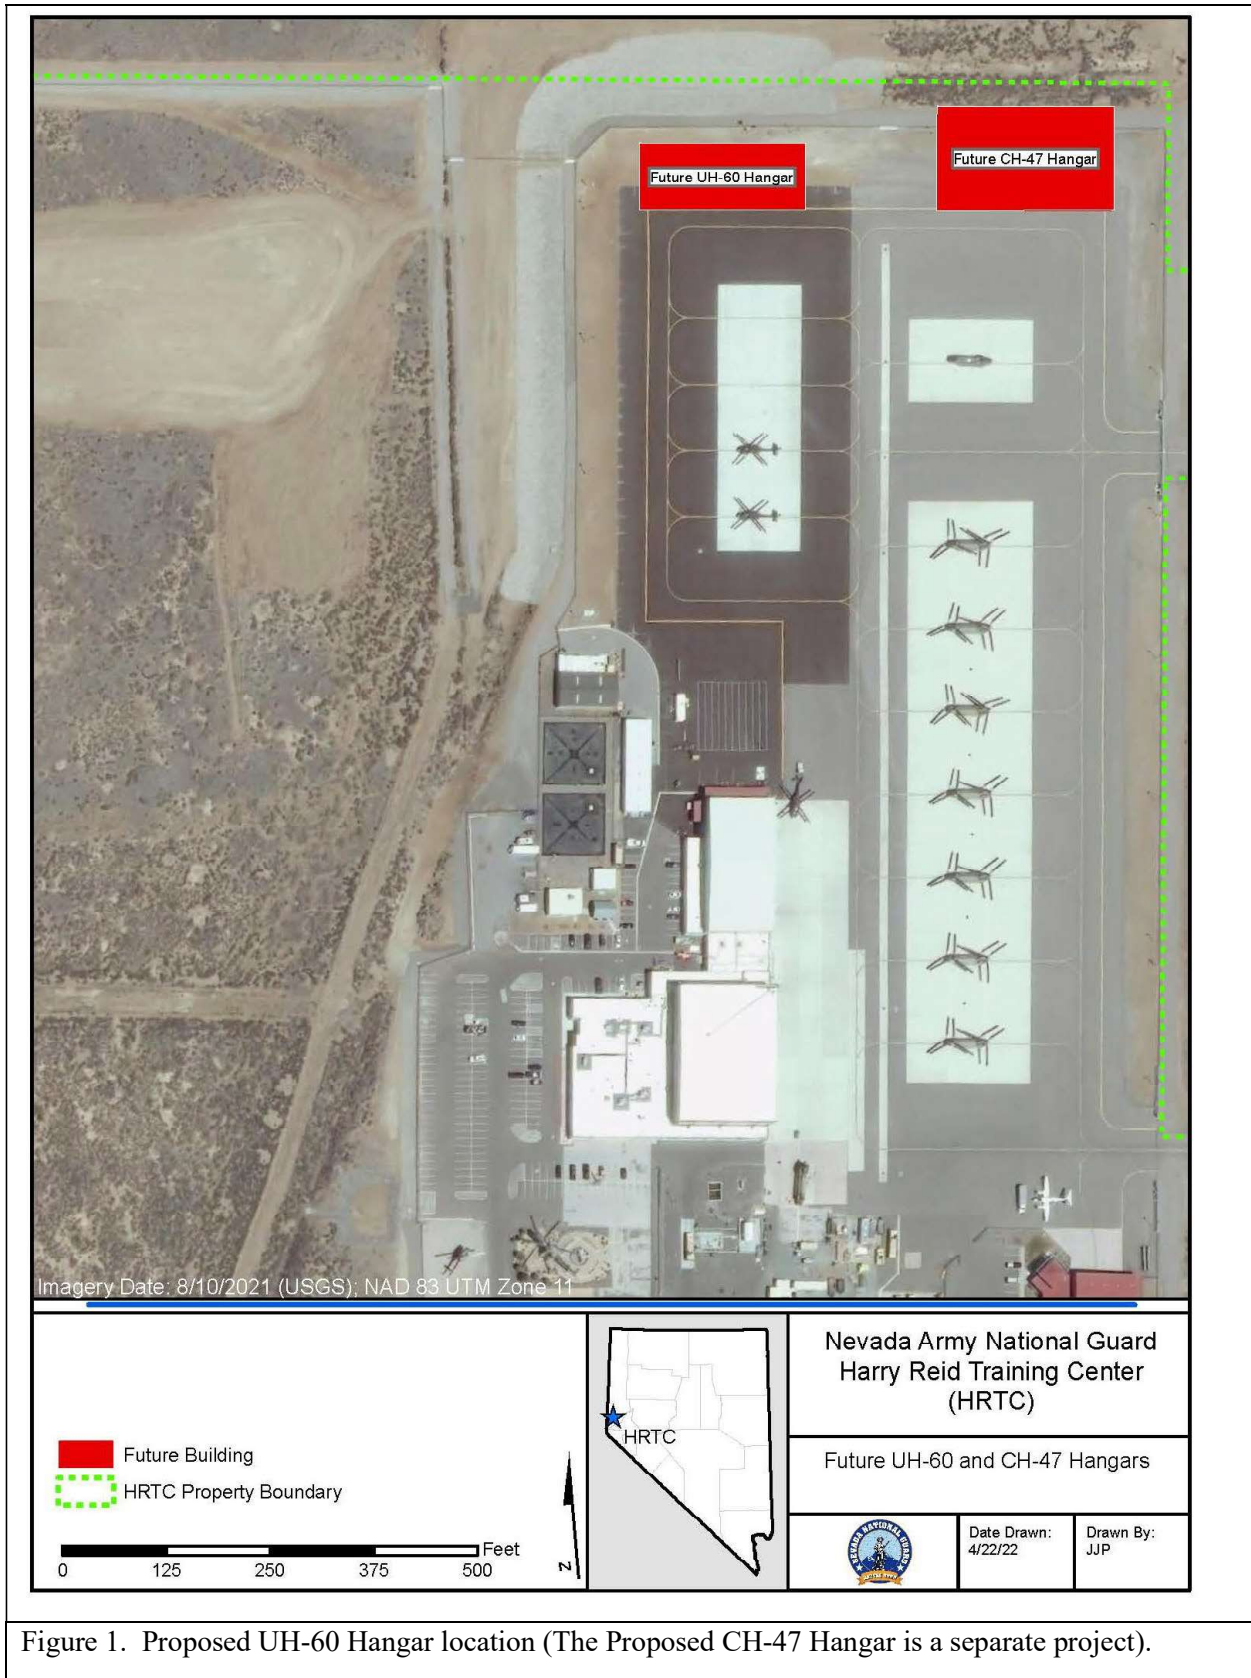 Future UH-60 Hangar
Future CH-47 Hangar
Imagery Date: 8/10/2021 (USGS); NAD 83 UTM Zone 11
Future Building
HRTC Property Boundary
0 125 250 375 500 Feet
N
HRTC
Nevada Army National Guard
Harry Reid Training Center
(HRTC)
Future UH-60 and CH-47 Hangars
NEVADA NATIONAL GUARD
Date Drawn:
4/22/22
Drawn By:
JJP
Figure 1. Proposed UH-60 Hangar location (The Proposed CH-47 Hangar is a separate project).